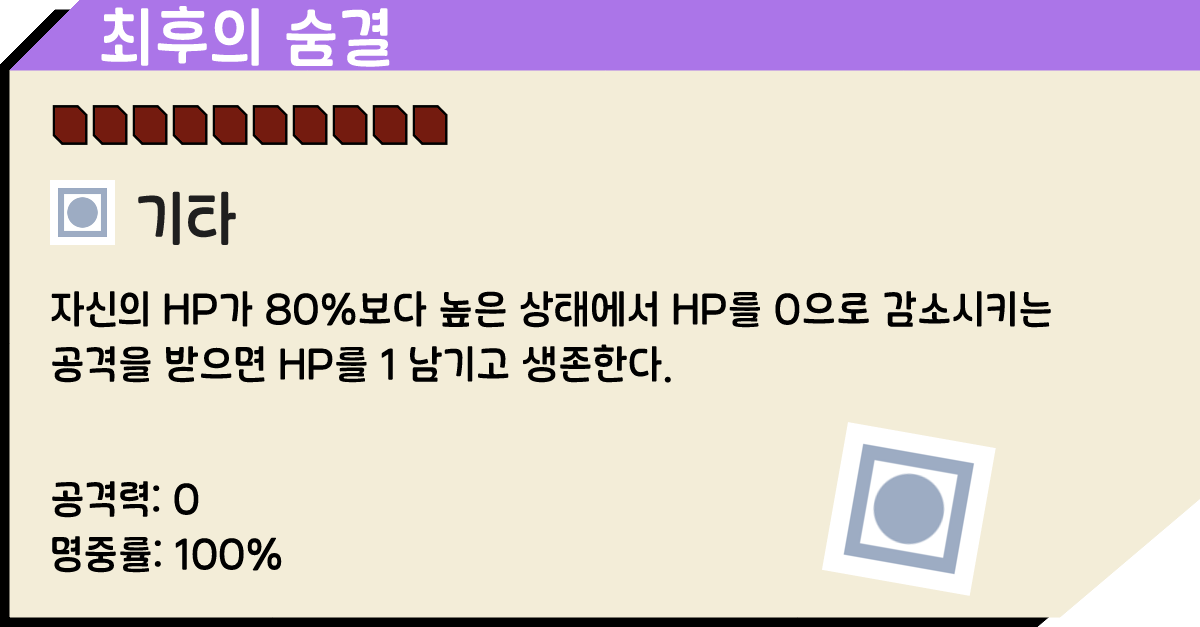 최후의 숨결
기타
자신의 HP가 80%보다 높은 상태에서 HP를 0으로 감소시키는
공격을 받으면 HP를 1 남기고 생존한다.
공격력: 0
명중률: 100%